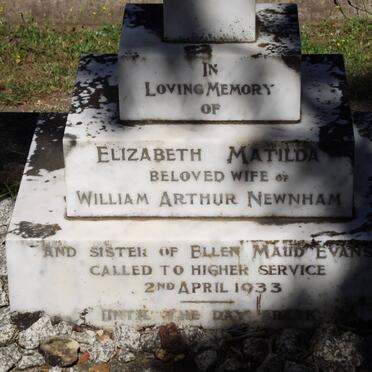 IN
LOVING MEMORY
OF
ELIZABETH MATILDA
BELOVED WIFE OF
WILLIAM ARTHUR NEWNHAM
AND SISTER OF ELLEN MAUD EVANS
CALLED TO HIGHER SERVICE
2ND APRIL 1933
UNTIL THE DAY BREAK